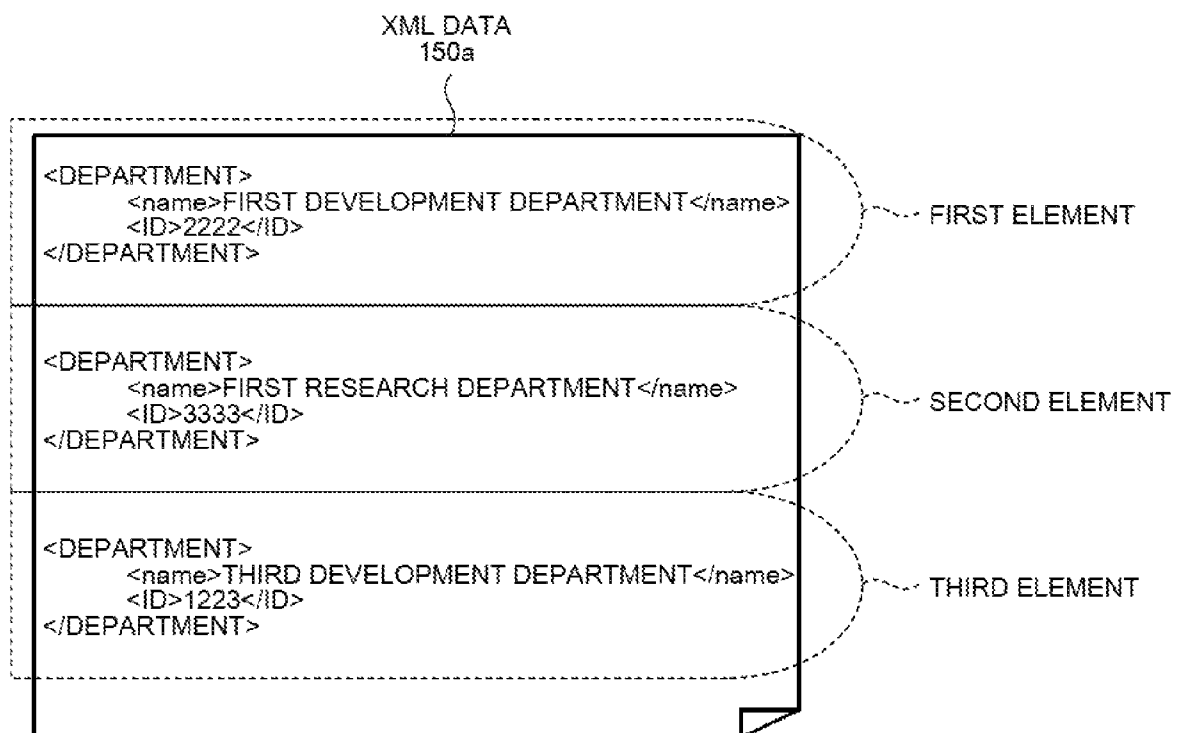 XML DATA
150a
<DEPARTMENT>
<name>FIRST DEVELOPMENT DEPARTMENT</name>
<ID>2222</ID>
</DEPARTMENT>
FIRST ELEMENT
<DEPARTMENT>
<name>FIRST RESEARCH DEPARTMENT</name>
<ID>3333</ID>
</DEPARTMENT>
SECOND ELEMENT
<DEPARTMENT>
<name>THIRD DEVELOPMENT DEPARTMENT</name>
<ID>1223</ID>
</DEPARTMENT>
THIRD ELEMENT